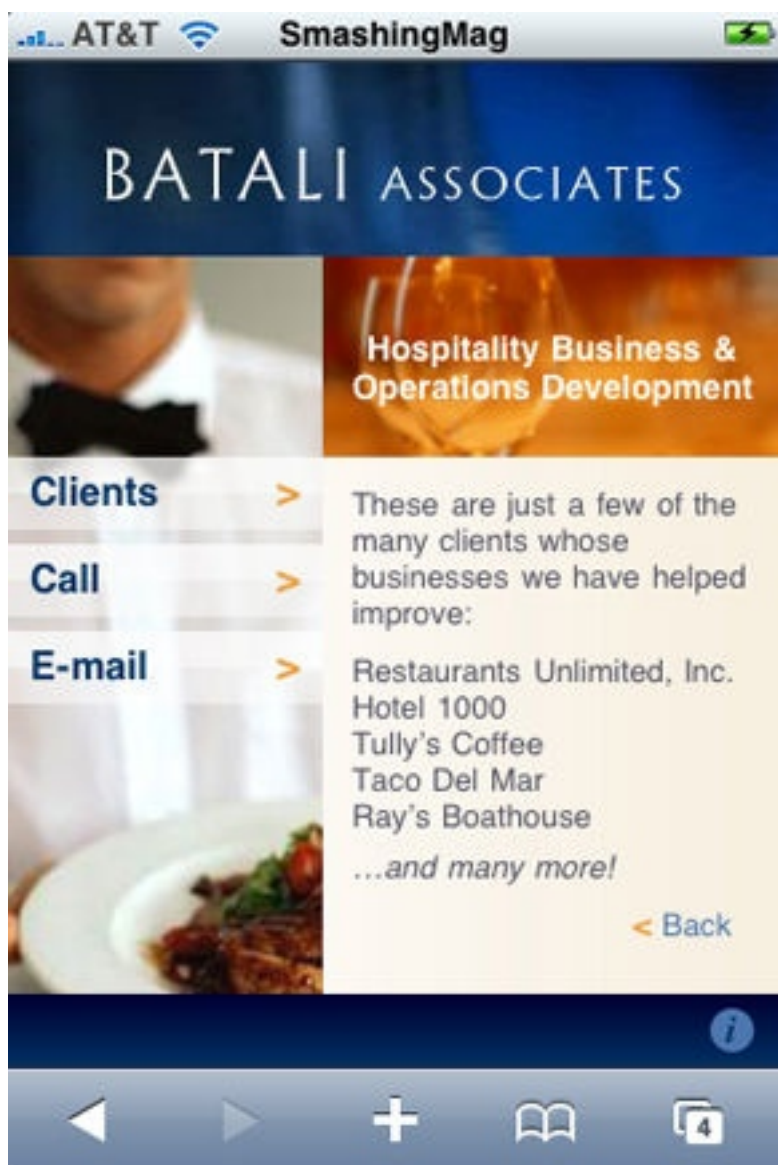 AT&T SmashingMag
BATALI ASSOCIATES
Hospitality Business &
Operations Development
Clients >
Call >
E-mail >
These are just a few of the
many clients whose
businesses we have helped
improve:
Restaurants Unlimited, Inc.
Hotel 1000
Tully's Coffee
Taco Del Mar
Ray's Boathouse
...and many more!
< Back
i
4